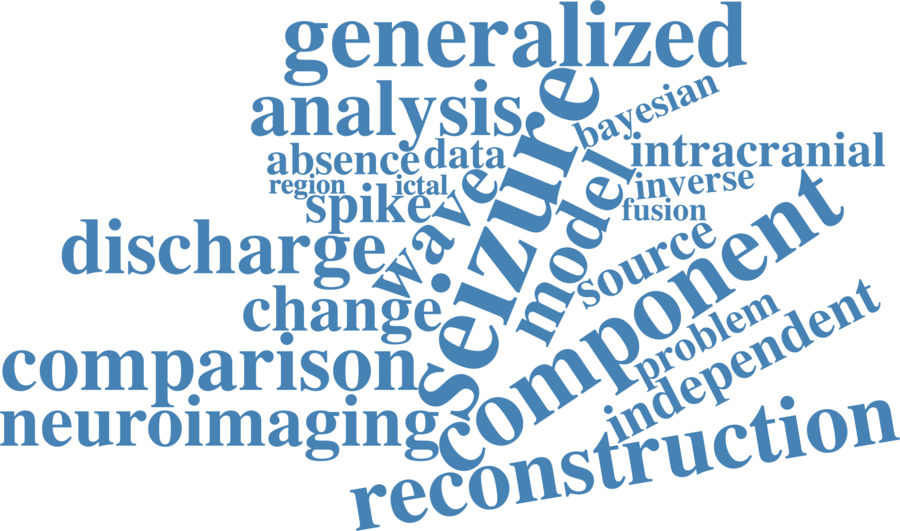 generalized
analysis
seizure
bayesian
absence
data
intracranial
region
ictal
inverse
spike
wave
model
fusion
discharge
source
change
component
comparison
problem
independent
neuroimaging
reconstruction